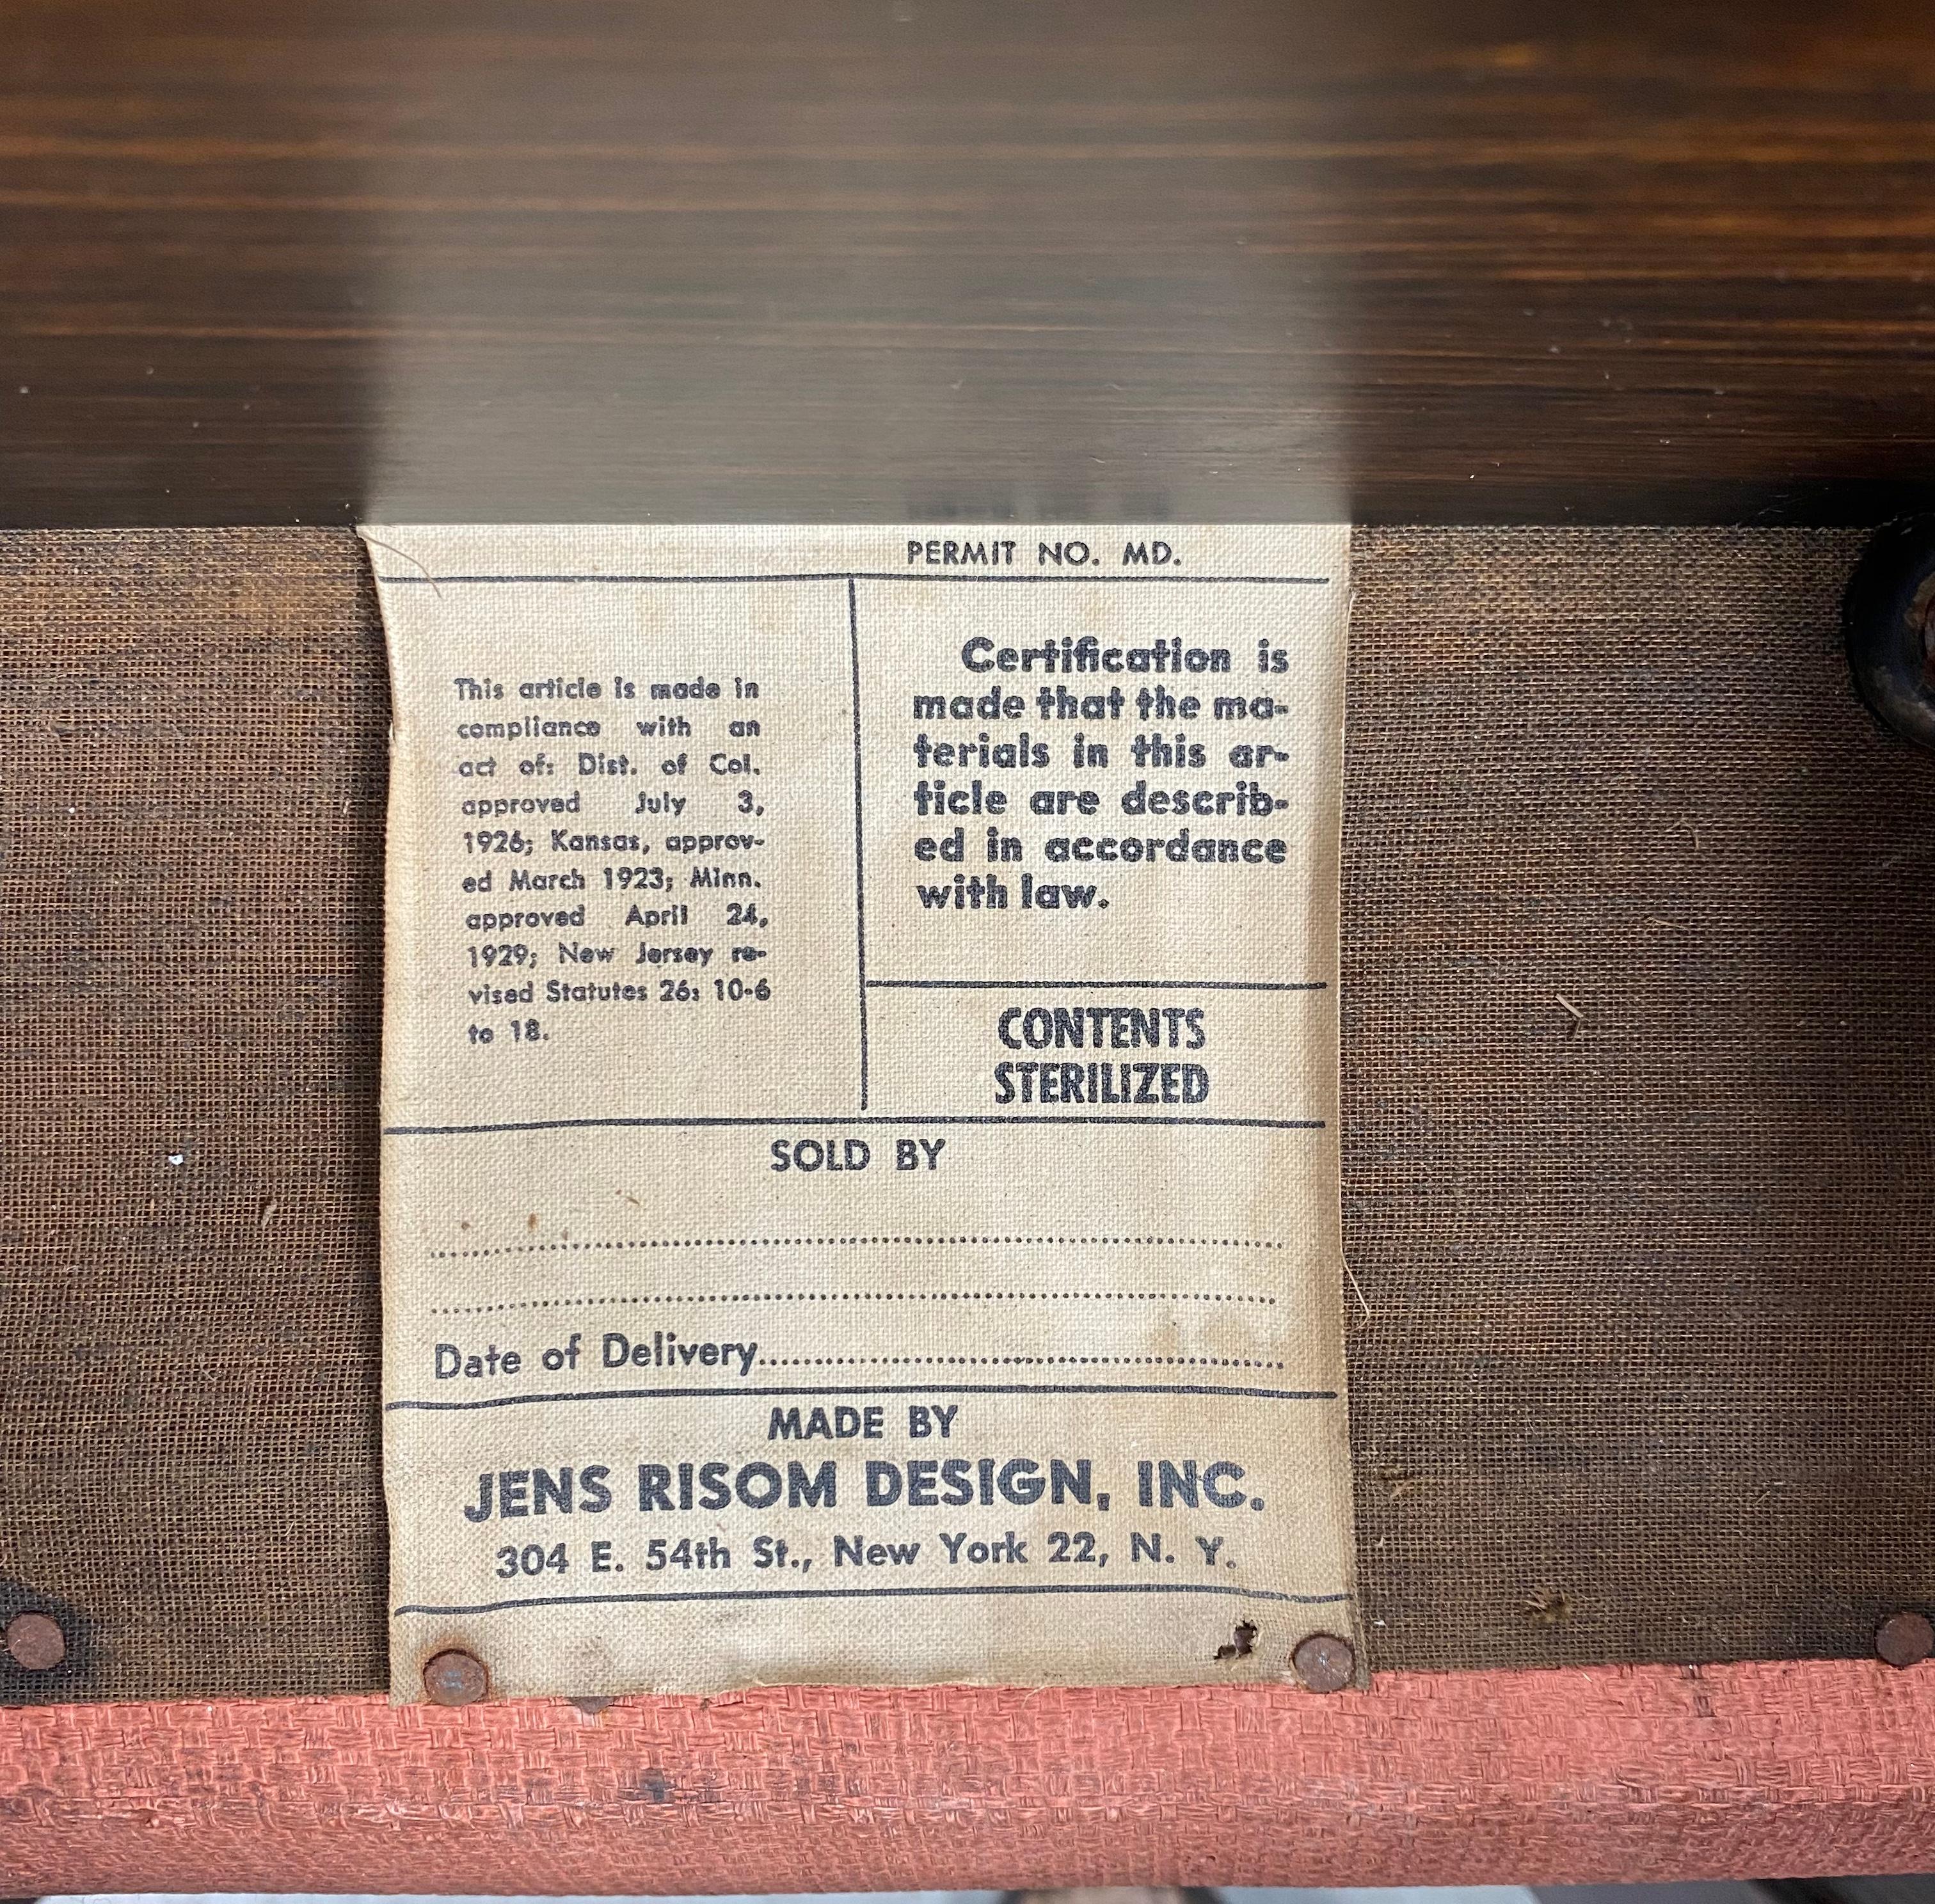 PERMIT NO. MD.
This article is made in
compliance with an
act of: Dist. of Col.
approved July 3,
1926; Kansas, approv-
ed March 1923; Minn.
approved April 24,
1929; New Jersey re-
vised Statutes 26: 10-6
to 18.
Certification is
made that the ma-
terials in this ar-
ticle are describ-
ed in accordance
with law.
CONTENTS
STERILIZED
SOLD BY
Date of Delivery
MADE BY
JENS RISOM DESIGN, INC.
304 E. 54th St., New York 22, N. Y.